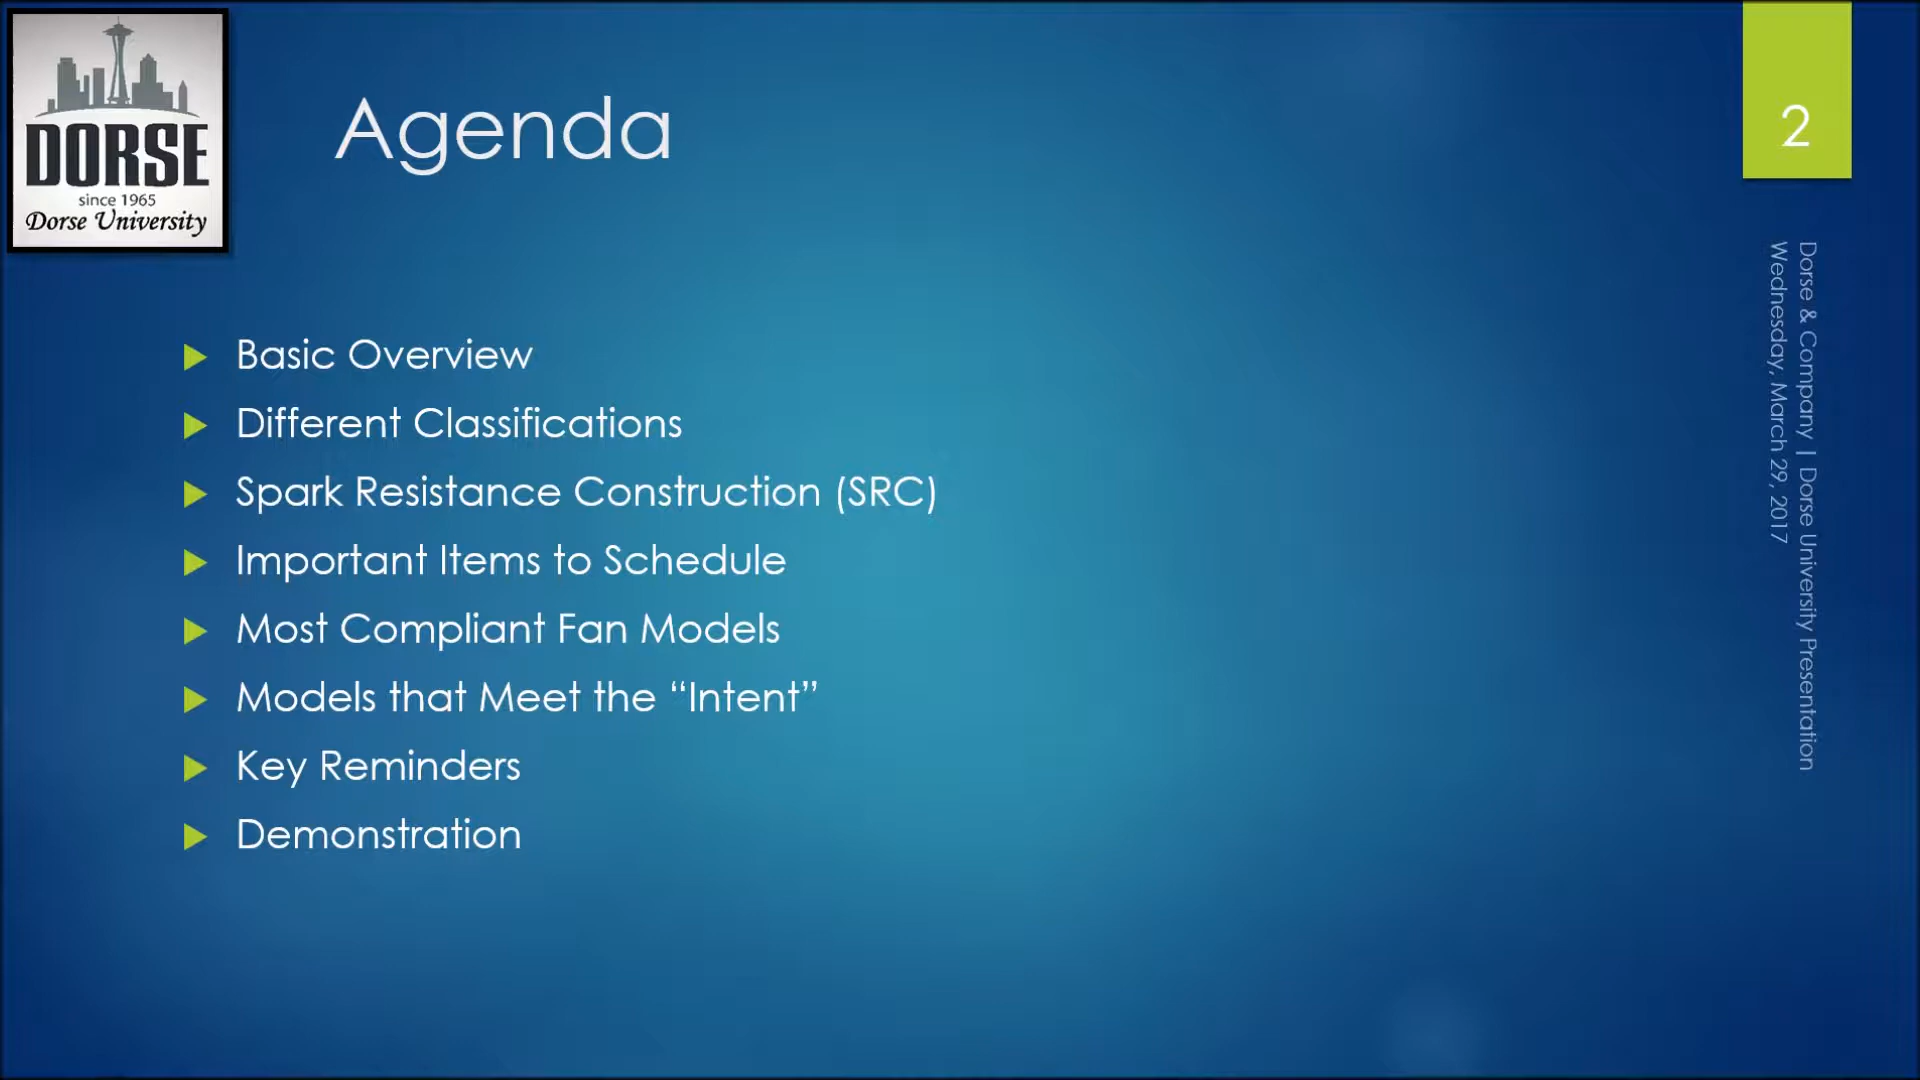 DORSE
since 1965
Dorse University
Agenda
2
Basic Overview
Different Classifications
Spark Resistance Construction (SRC)
Important Items to Schedule
Most Compliant Fan Models
Models that Meet the “Intent”
Key Reminders
Demonstration
Dorse & Company | Dorse University Presentation
Wednesday, March 29, 2017